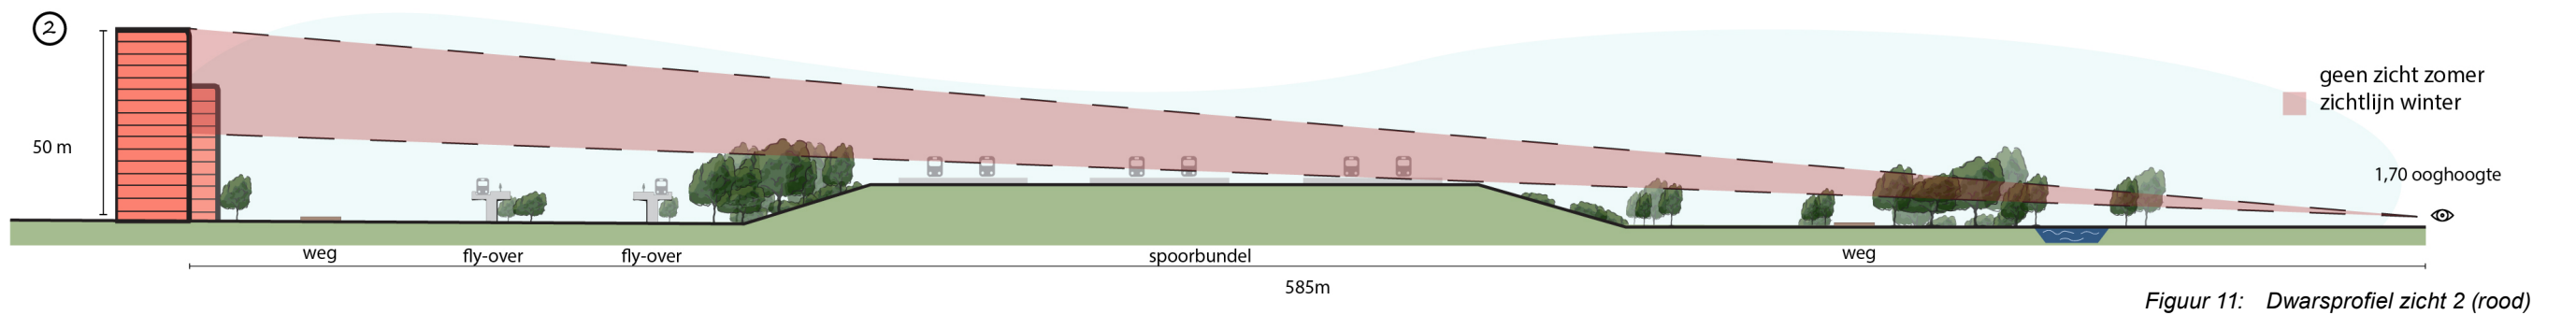 2
50 m
geen zicht zomer
zichtlijn winter
1,70 ooghoogte
weg
fly-over
fly-over
spoorbundel
weg
585m
Figuur 11: Dwarsprofiel zicht 2 (rood)